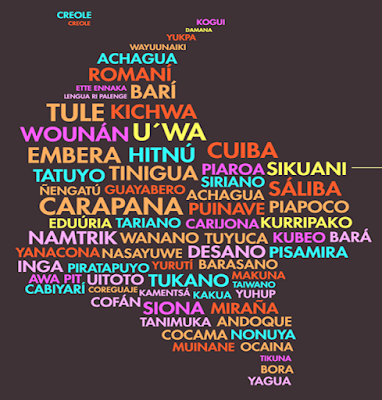 CREOLE
CREOLE
KOGUI
DAMANA
YUKPA
WAYUUNAIKI
ACHAGUA
ROMANÍ
ETTE ENNAKA BARÍ
LENGUA RI PALENGE
TULE KICHWA
WOUNÁN U´WA
EMBERA HITNÚ CUIBA
TATUYO TINIGUA PIAROA SIKUANI
SIRIANO
ÑENGATÚ GUAYABERO ACHAGUA SÁLIBA
CARAPANA PUINAVE PIAPOCO
EDUÚRIA TARIANO CARIJONA KURRIPAKO
NAMTRIK WANANO TUYUCA KUBEO BARÁ
YANACONA NASAYUWE DESANO PISAMIRA
INGA PIRATAPUYO YURUTÍ BARASANO
AWA PIT UITOTO TUKANO MAKUNA
TAIWANO
CABIYARÍ COREGUAJE KAMENTSÁ KAKUA YUHUP
COFÁN SIONA MIRAÑA
TANIMUKA ANDOQUE
COCAMA NONUYA
MUINANE OCAINA
TIKUNA
BORA
YAGUA